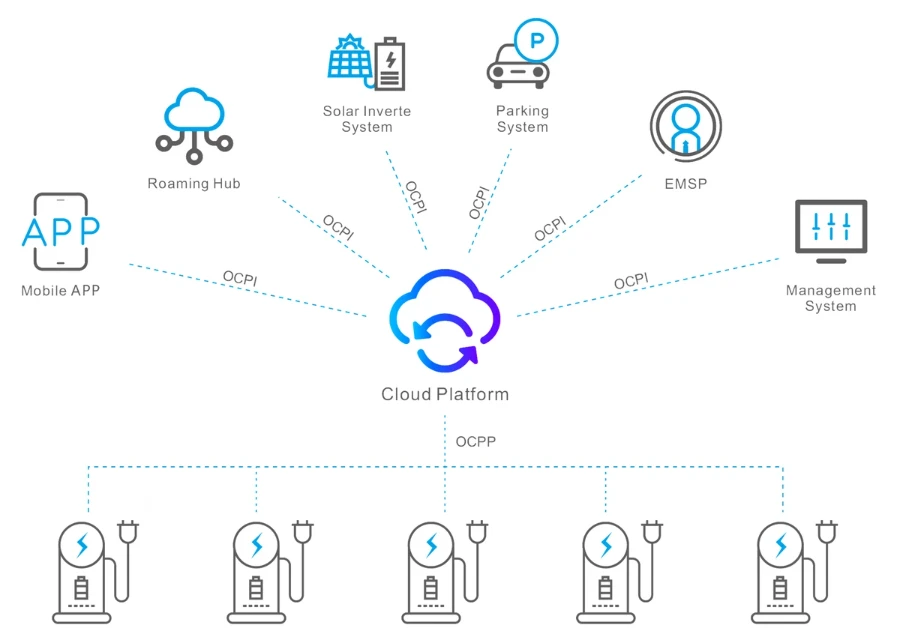 P
Solar Inverte
System
Parking
System
Roaming Hub
EMSP
APP
Mobile APP
Management
System
OCPI
OCPI
OCPI
OCPI
OCPI
OCPI
Cloud Platform
OCPP